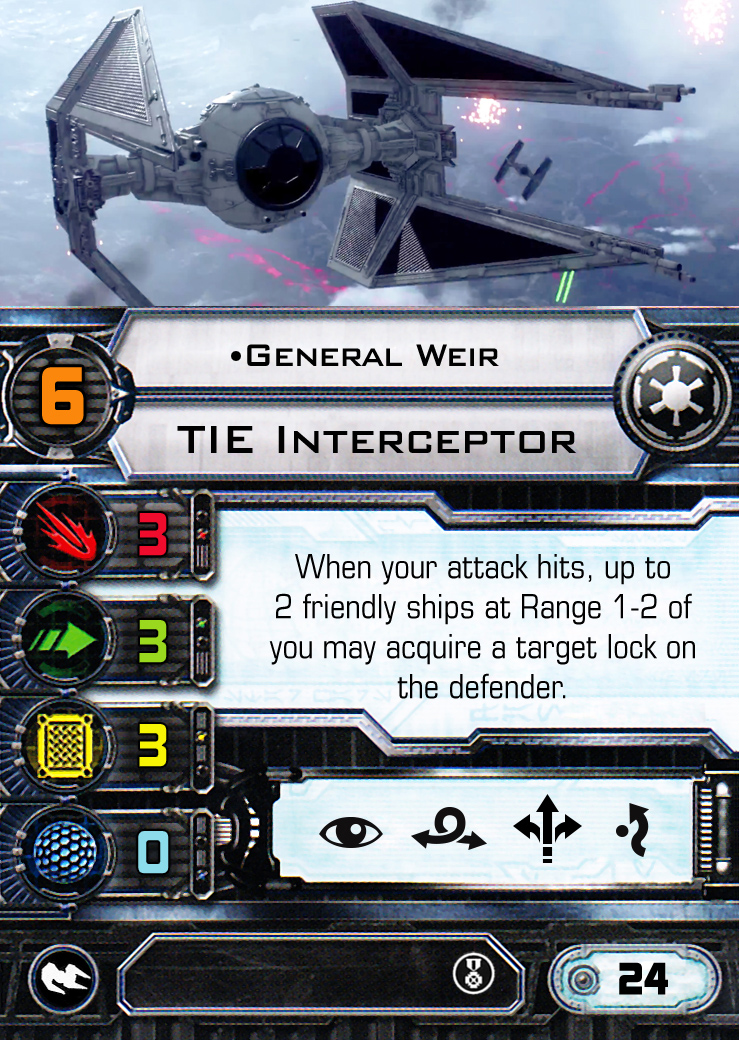 •General Weir
6
TIE Interceptor
3
3
3
0
When your attack hits, up to
2 friendly ships at Range 1-2 of
you may acquire a target lock on
the defender.
24